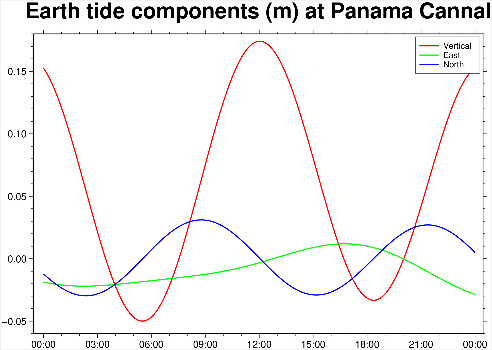 Earth tide components (m) at Panama Cannal
Vertical
East
North
0.15
0.10
0.05
0.00
−0.05
00:00 03:00 06:00 09:00 12:00 15:00 18:00 21:00 00:00